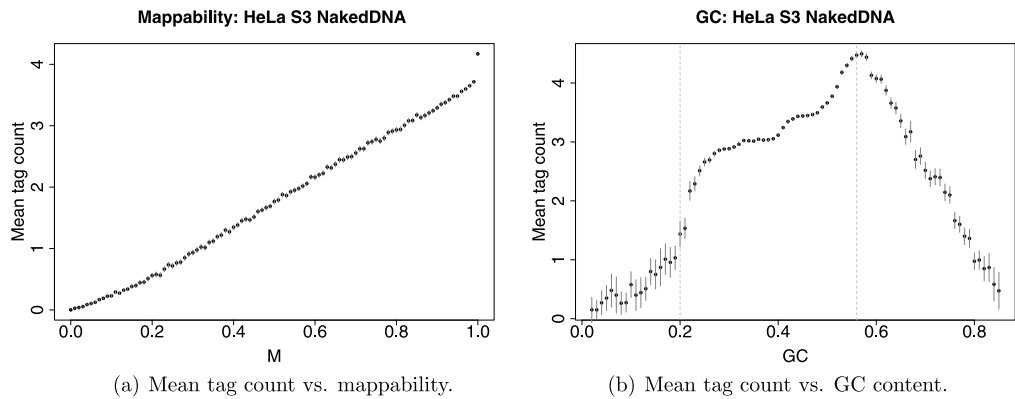 Mappability: HeLa S3 NakedDNA
Mean tag count
4
3
2
1
0
0.0 0.2 0.4 0.6 0.8 1.0
M
(a) Mean tag count vs. mappability.
GC: HeLa S3 NakedDNA
Mean tag count
4
3
2
1
0
0.0 0.2 0.4 0.6 0.8
GC
(b) Mean tag count vs. GC content.